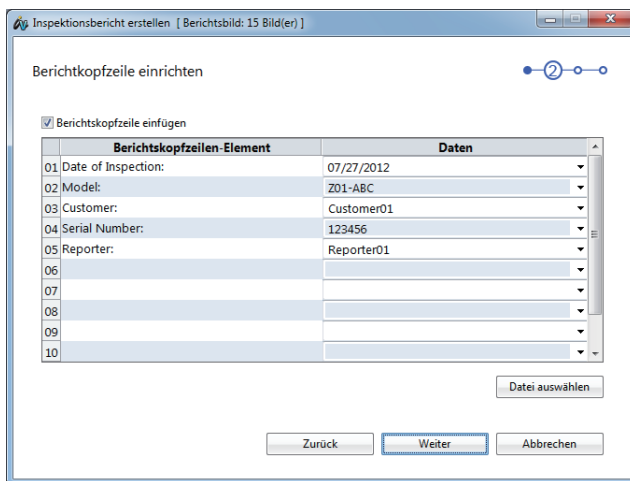 Inspektionsbericht erstellen [ Berichtsbild: 15 Bild(er) ]
Berichtkopfzeile einrichten
2
Berichtskopfzeile einfügen
Berichtskopfzeilen-Element Daten
01 Date of Inspection: 07/27/2012
02 Model: Z01-ABC
03 Customer: Customer01
04 Serial Number: 123456
05 Reporter: Reporter01
06
07
08
09
10
Datei auswählen
Zurück Weiter Abbrechen